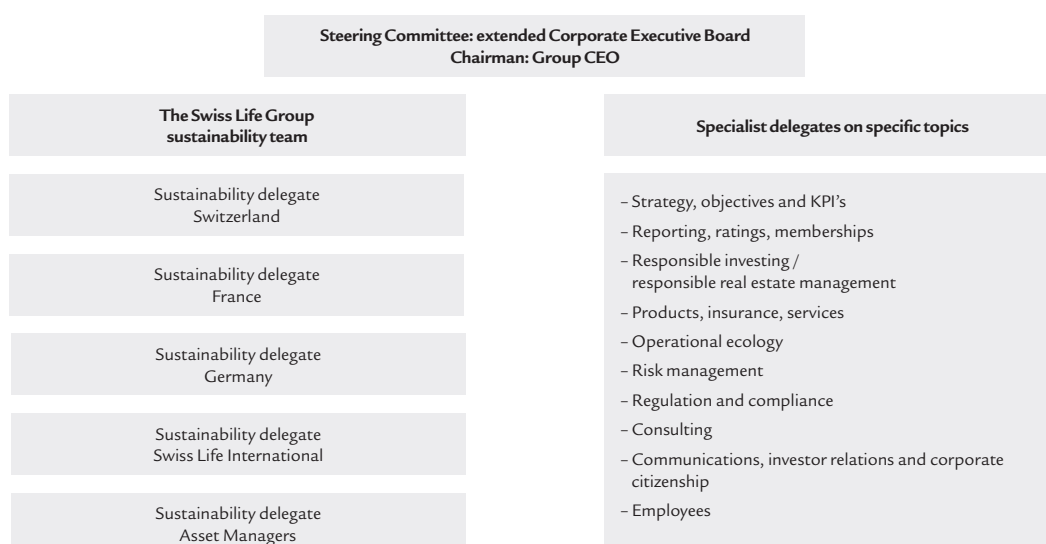 Steering Committee: extended Corporate Executive Board
Chairman: Group CEO
The Swiss Life Group
sustainability team
Sustainability delegate
Switzerland
Sustainability delegate
France
Sustainability delegate
Germany
Sustainability delegate
Swiss Life International
Sustainability delegate
Asset Managers
Specialist delegates on specific topics
– Strategy, objectives and KPI's
– Reporting, ratings, memberships
– Responsible investing /
responsible real estate management
– Products, insurance, services
– Operational ecology
– Risk management
– Regulation and compliance
– Consulting
– Communications, investor relations and corporate
citizenship
– Employees